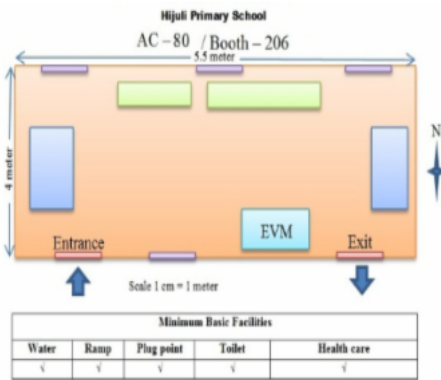 Hijuli Primary School
AC – 80 / Booth – 206
5.5 meter
4 meter
N
EVM
Entrance
Exit
Scale 1 cm = 1 meter
Minimum Basic Facilities
Water Ramp Plug point Toilet Health care
√ √ √ √ √